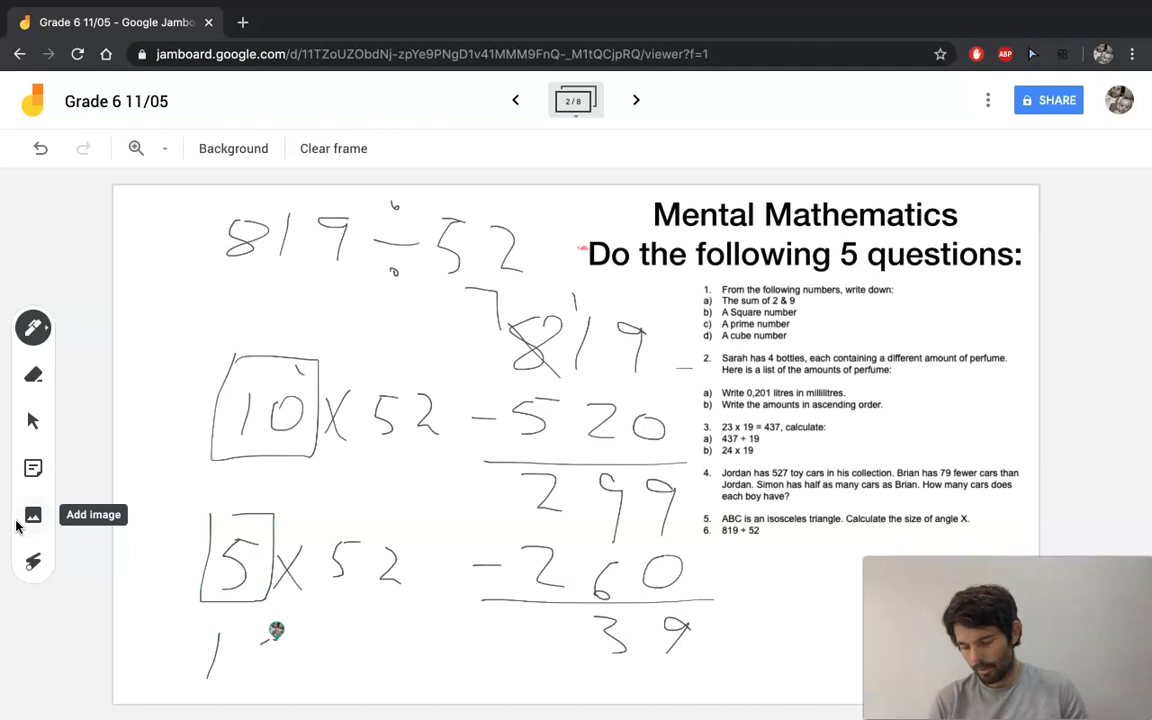 Grade 6 11/05 - Google Jambo
jamboard.google.com/d/11TZoUZObdNj-zpYe9PNgD1v41MMM9FnQ-_M1tQCjpRQ/viewer?f=1
ABP
Grade 6 11/05
2 / 8
SHARE
Background
Clear frame
Add image
819 ÷ 52
7
1
819
10 X 52 - 520
299
5 X 52 - 260
39
1
Mental Mathematics
Do the following 5 questions:
1. From the following numbers, write down:
a) The sum of 2 & 9
b) A Square number
c) A prime number
d) A cube number
2. Sarah has 4 bottles, each containing a different amount of perfume.
Here is a list of the amounts of perfume:
a) Write 0,201 litres in millilitres.
b) Write the amounts in ascending order.
3. 23 x 19 = 437, calculate:
a) 437 ÷ 19
b) 24 x 19
4. Jordan has 527 toy cars in his collection. Brian has 79 fewer cars than
Jordan. Simon has half as many cars as Brian. How many cars does
each boy have?
5. ABC is an isosceles triangle. Calculate the size of angle X.
6. 819 ÷ 52